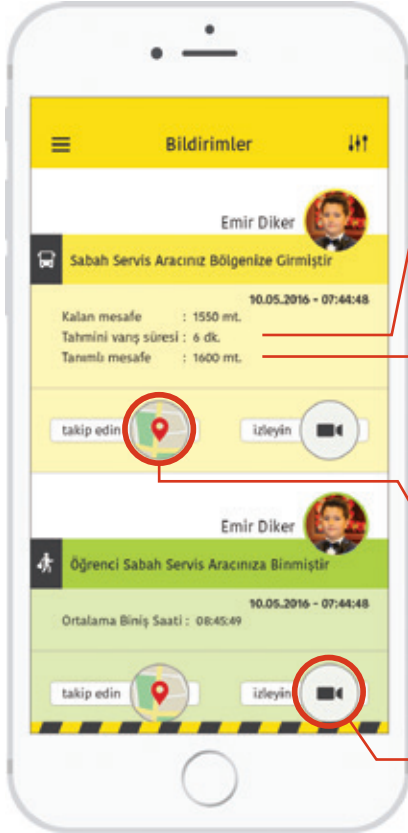 Bildirimler
Emir Diker
Sabah Servis Aracınız Bölgenize Girmiştir
10.05.2016 - 07:44:48
Kalan mesafe : 1550 mt.
Tahmini varış süresi : 6 dk.
Tanımlı mesafe : 1600 mt.
takip edin izleyin
Emir Diker
Öğrenci Sabah Servis Aracınıza Binmiştir
10.05.2016 - 07:44:48
Ortalama Biniş Saati : 08:45:49
takip edin izleyin